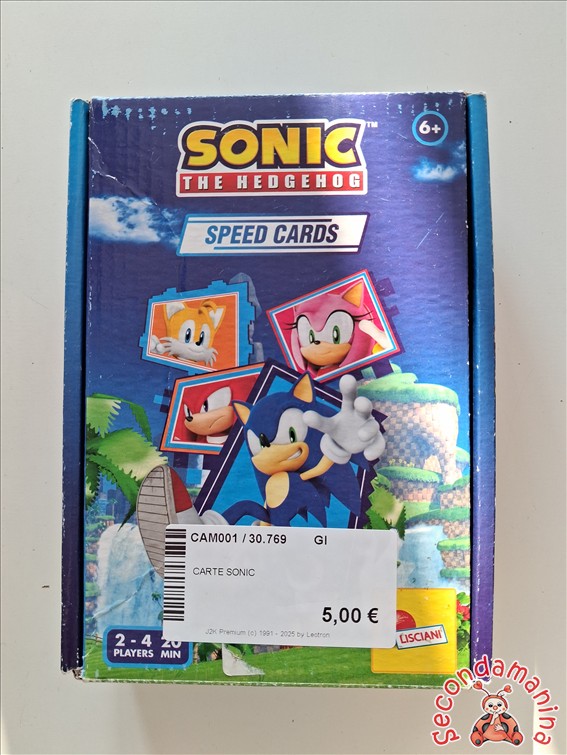 SONIC™
THE HEDGEHOG
6+
SPEED CARDS
CAM001 / 30.769 GI
CARTE SONIC
5,00 €
J2K Premium (c) 1991 - 2025 by Leotron
2 - 4 20
PLAYERS MIN
LISCIANI
secondamanina